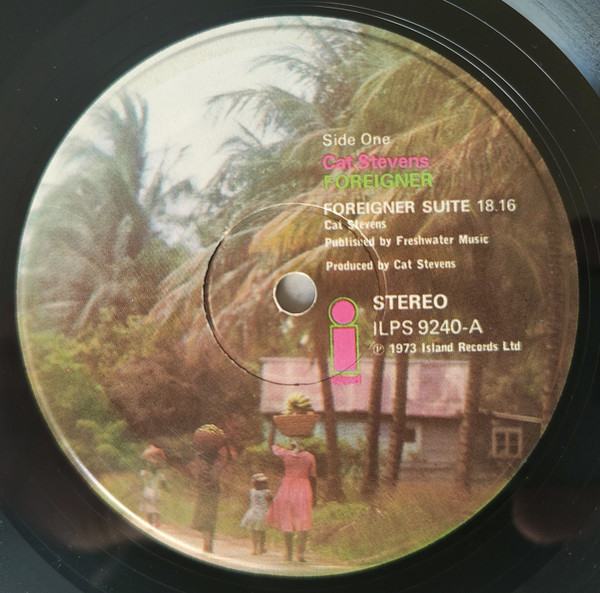 Side One
Cat Stevens
FOREIGNER
FOREIGNER SUITE 18.16
Cat Stevens
Published by Freshwater Music
Produced by Cat Stevens
STEREO
ILPS 9240-A
℗ 1973 Island Records Ltd